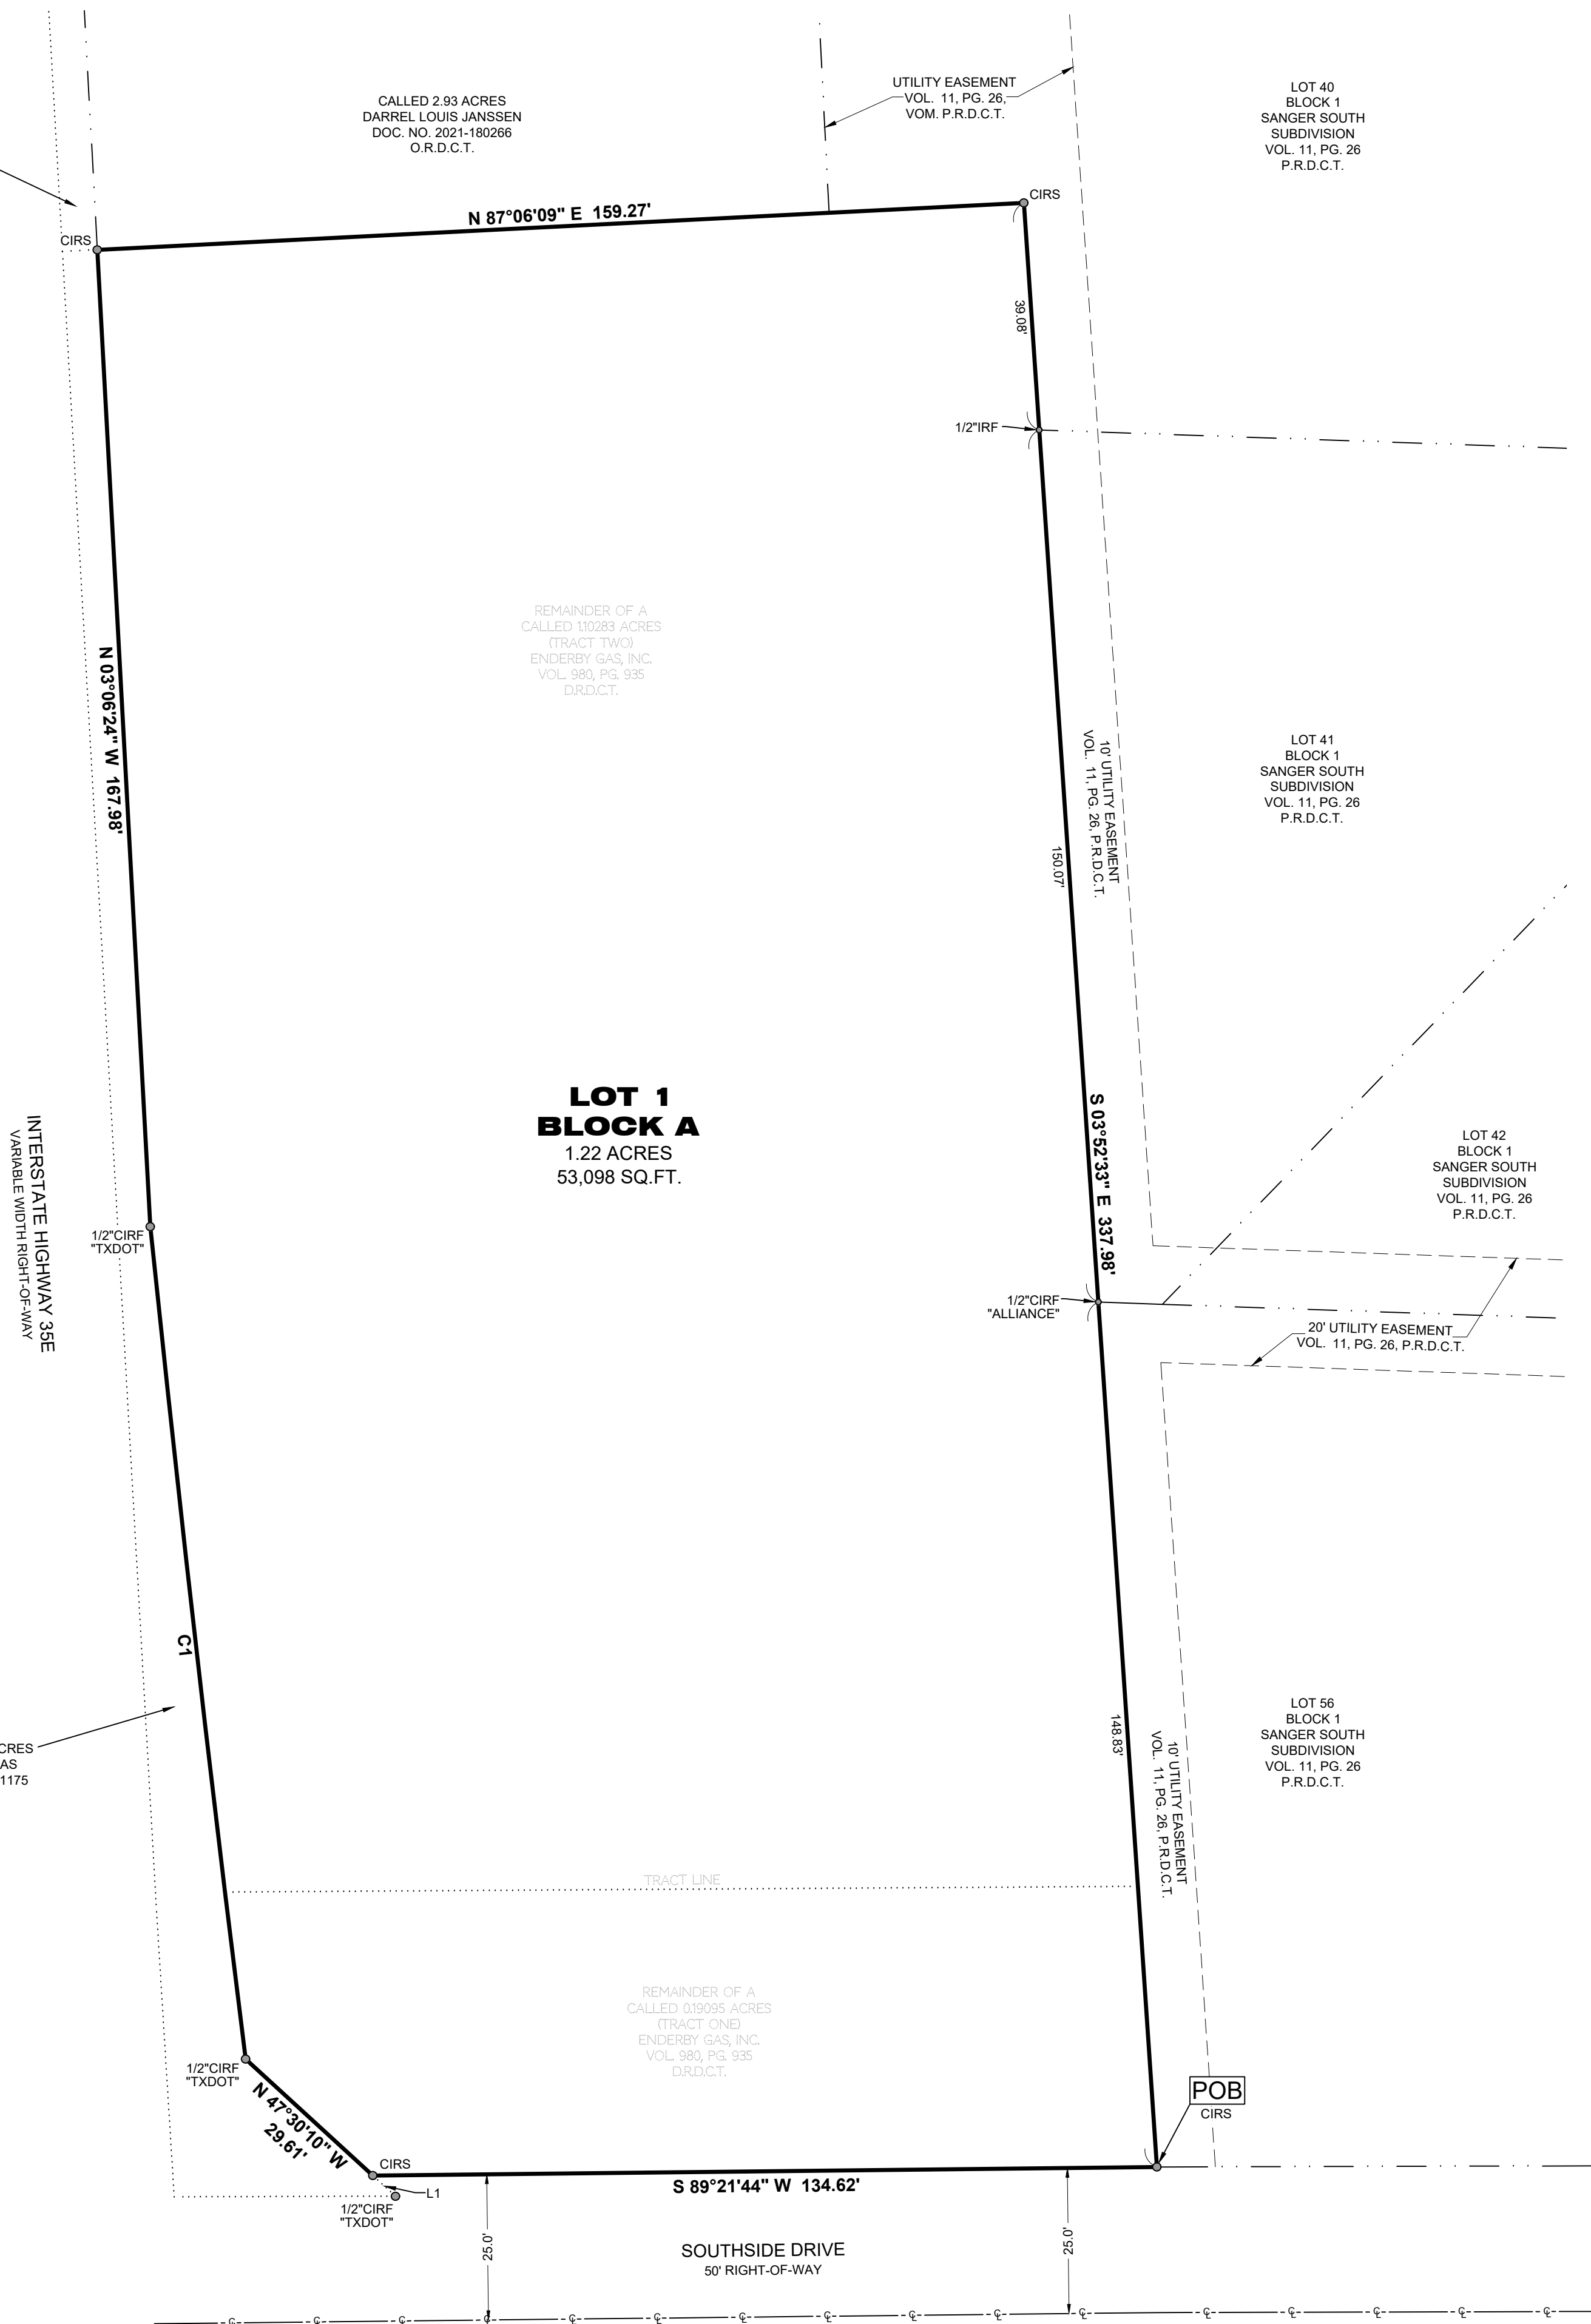 CALLED 2.93 ACRES
DARREL LOUIS JANSSEN
DOC. NO. 2021-180266
O.R.D.C.T.
UTILITY EASEMENT
VOL. 11, PG. 26,
VOM. P.R.D.C.T.
LOT 40
BLOCK 1
SANGER SOUTH
SUBDIVISION
VOL. 11, PG. 26
P.R.D.C.T.
CIRS
N 87°06'09" E 159.27'
CIRS
39.08'
1/2"IRF
REMAINDER OF A
CALLED 1.10283 ACRES
(TRACT TWO)
ENDERBY GAS, INC.
VOL. 980, PG. 935
D.R.D.C.T.
N 03°06'24" W 167.98'
10' UTILITY EASEMENT
VOL. 11, PG. 26, P.R.D.C.T.
LOT 41
BLOCK 1
SANGER SOUTH
SUBDIVISION
VOL. 11, PG. 26
P.R.D.C.T.
150.07'
LOT 1
BLOCK A
1.22 ACRES
53,098 SQ.FT.
S 03°52'33" E 337.98'
LOT 42
BLOCK 1
SANGER SOUTH
SUBDIVISION
VOL. 11, PG. 26
P.R.D.C.T.
INTERSTATE HIGHWAY 35E
VARIABLE WIDTH RIGHT-OF-WAY
1/2"CIRF
"TXDOT"
1/2"CIRF
"ALLIANCE"
20' UTILITY EASEMENT
VOL. 11, PG. 26, P.R.D.C.T.
C1
CRES
AS
1175
148.83'
10' UTILITY EASEMENT
VOL. 11, PG. 26, P.R.D.C.T.
LOT 56
BLOCK 1
SANGER SOUTH
SUBDIVISION
VOL. 11, PG. 26
P.R.D.C.T.
TRACT LINE
REMAINDER OF A
CALLED 0.19095 ACRES
(TRACT ONE)
ENDERBY GAS, INC.
VOL. 980, PG. 935
D.R.D.C.T.
1/2"CIRF
"TXDOT"
N 47°30'10" W
29.61'
POB
CIRS
CIRS
L1
1/2"CIRF
"TXDOT"
S 89°21'44" W 134.62'
25.0'
25.0'
SOUTHSIDE DRIVE
50' RIGHT-OF-WAY